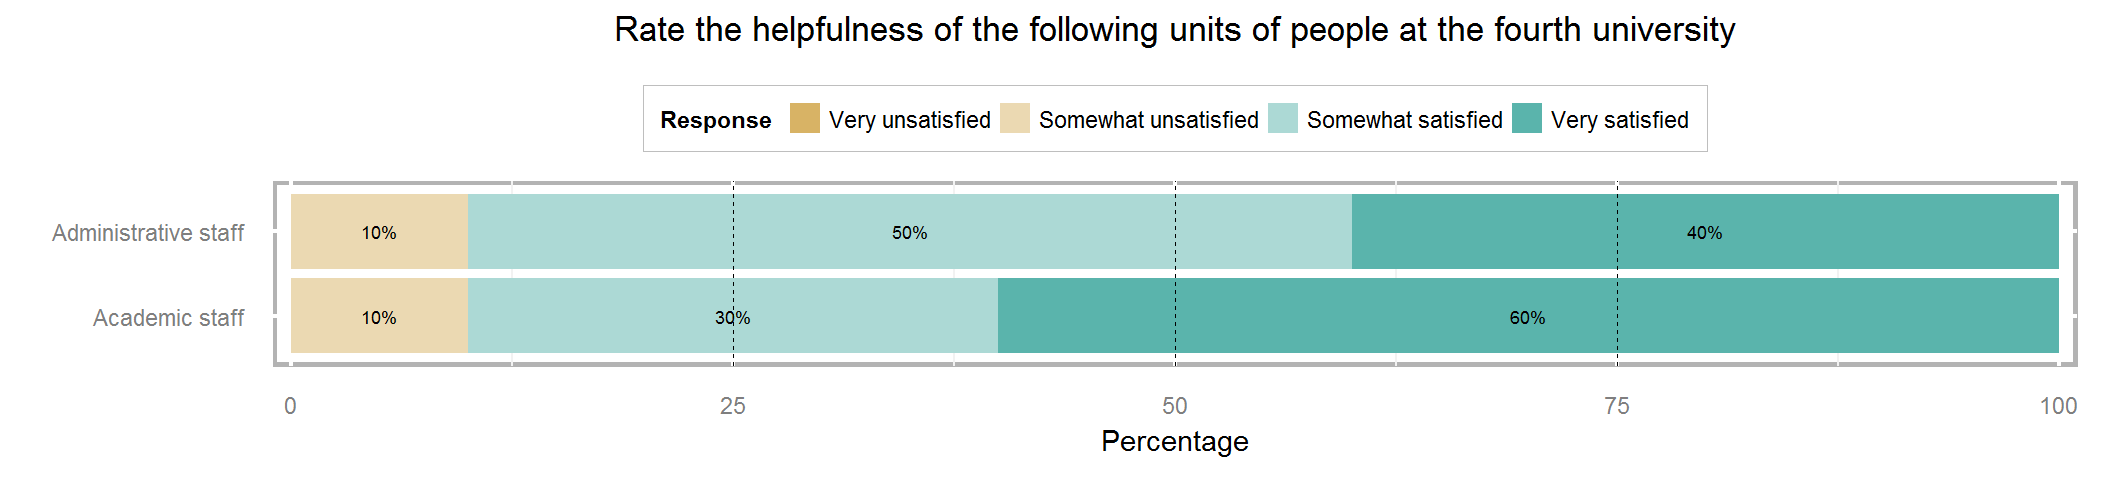 Rate the helpfulness of the following units of people at the fourth university
Response Very unsatisfied Somewhat unsatisfied Somewhat satisfied Very satisfied
Administrative staff 10% 50% 40%
Academic staff 10% 30% 60%
0 25 50 75 100
Percentage